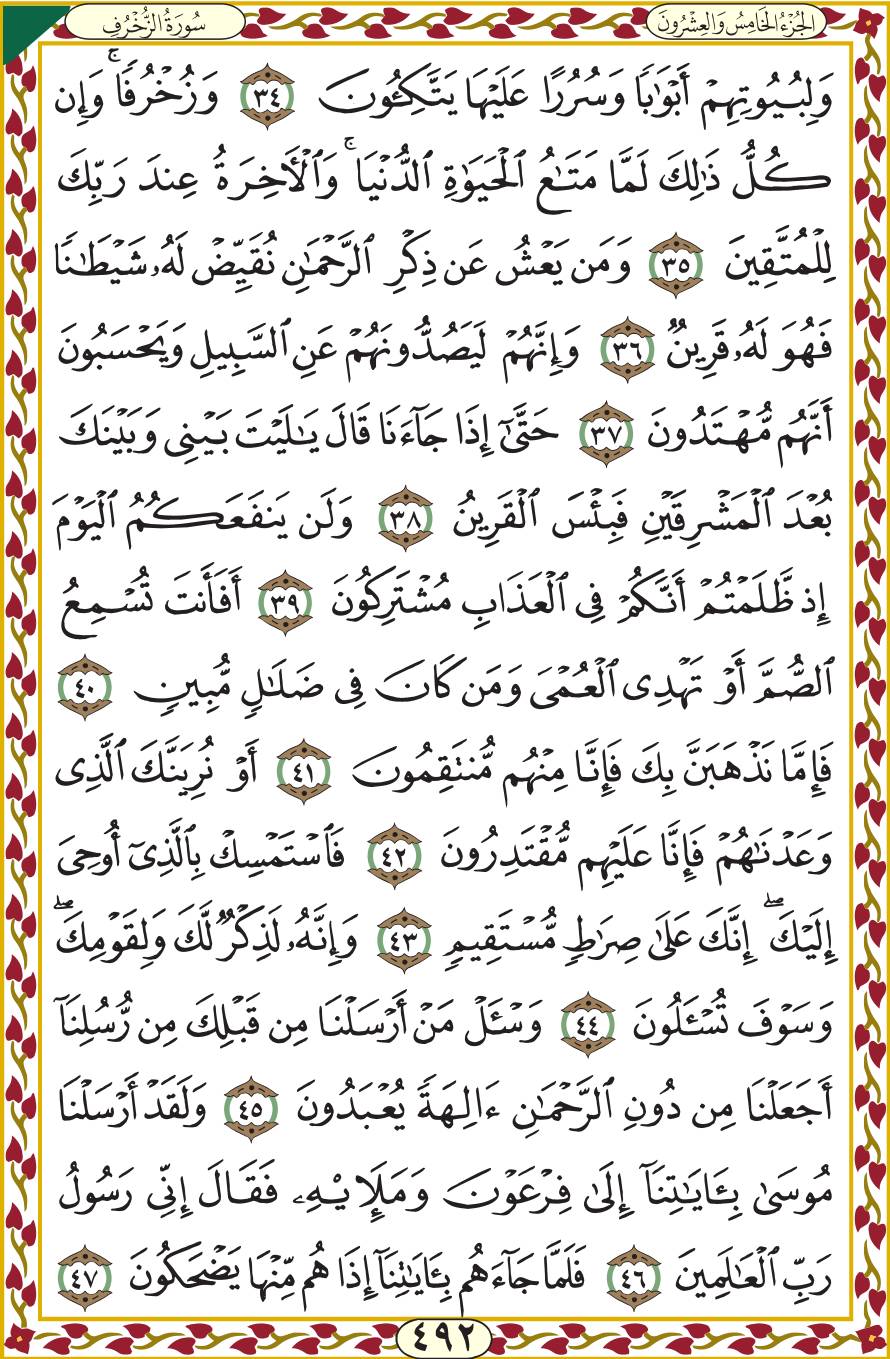 الجُزْءُ الخَامِسُ وَالعِشْرُونَ
سُورَةُ الزُّخْرُفِ
وَلِبُيُوتِهِمْ أَبْوَٰبًا وَسُرُرًا عَلَيْهَا يَتَّكِـُٔونَ ٣٤ وَزُخْرُفًا ۚ وَإِن
كُلُّ ذَٰلِكَ لَمَّا مَتَـٰعُ ٱلْحَيَوٰةِ ٱلدُّنْيَا ۚ وَٱلْـَٔاخِرَةُ عِندَ رَبِّكَ
لِلْمُتَّقِينَ ٣٥ وَمَن يَعْشُ عَن ذِكْرِ ٱلرَّحْمَـٰنِ نُقَيِّضْ لَهُۥ شَيْطَـٰنًا
فَهُوَ لَهُۥ قَرِينٌ ٣٦ وَإِنَّهُمْ لَيَصُدُّونَهُمْ عَنِ ٱلسَّبِيلِ وَيَحْسَبُونَ
أَنَّهُم مُّهْتَدُونَ ٣٧ حَتَّىٰٓ إِذَا جَآءَنَا قَالَ يَـٰلَيْتَ بَيْنِى وَبَيْنَكَ
بُعْدَ ٱلْمَشْرِقَيْنِ فَبِئْسَ ٱلْقَرِينُ ٣٨ وَلَن يَنفَعَكُمُ ٱلْيَوْمَ
إِذ ظَّلَمْتُمْ أَنَّكُمْ فِى ٱلْعَذَابِ مُشْتَرِكُونَ ٣٩ أَفَأَنتَ تُسْمِعُ
ٱلصُّمَّ أَوْ تَهْدِى ٱلْعُمْىَ وَمَن كَانَ فِى ضَلَـٰلٍ مُّبِينٍ ٤٠
فَإِمَّا نَذْهَبَنَّ بِكَ فَإِنَّا مِنْهُم مُّنتَقِمُونَ ٤١ أَوْ نُرِيَنَّكَ ٱلَّذِى
وَعَدْنَـٰهُمْ فَإِنَّا عَلَيْهِم مُّقْتَدِرُونَ ٤٢ فَٱسْتَمْسِكْ بِٱلَّذِىٓ أُوحِىَ
إِلَيْكَ ۖ إِنَّكَ عَلَىٰ صِرَٰطٍ مُّسْتَقِيمٍ ٤٣ وَإِنَّهُۥ لَذِكْرٌ لَّكَ وَلِقَوْمِكَ ۖ
وَسَوْفَ تُسْـَٔلُونَ ٤٤ وَسْـَٔلْ مَنْ أَرْسَلْنَا مِن قَبْلِكَ مِن رُّسُلِنَآ
أَجَعَلْنَا مِن دُونِ ٱلرَّحْمَـٰنِ ءَالِهَةً يُعْبَدُونَ ٤٥ وَلَقَدْ أَرْسَلْنَا
مُوسَىٰ بِـَٔايَـٰتِنَآ إِلَىٰ فِرْعَوْنَ وَمَلَإِي۟هِۦ فَقَالَ إِنِّى رَسُولُ
رَبِّ ٱلْعَـٰلَمِينَ ٤٦ فَلَمَّا جَآءَهُم بِـَٔايَـٰتِنَآ إِذَا هُم مِّنْهَا يَضْحَكُونَ ٤٧
٤٩٢